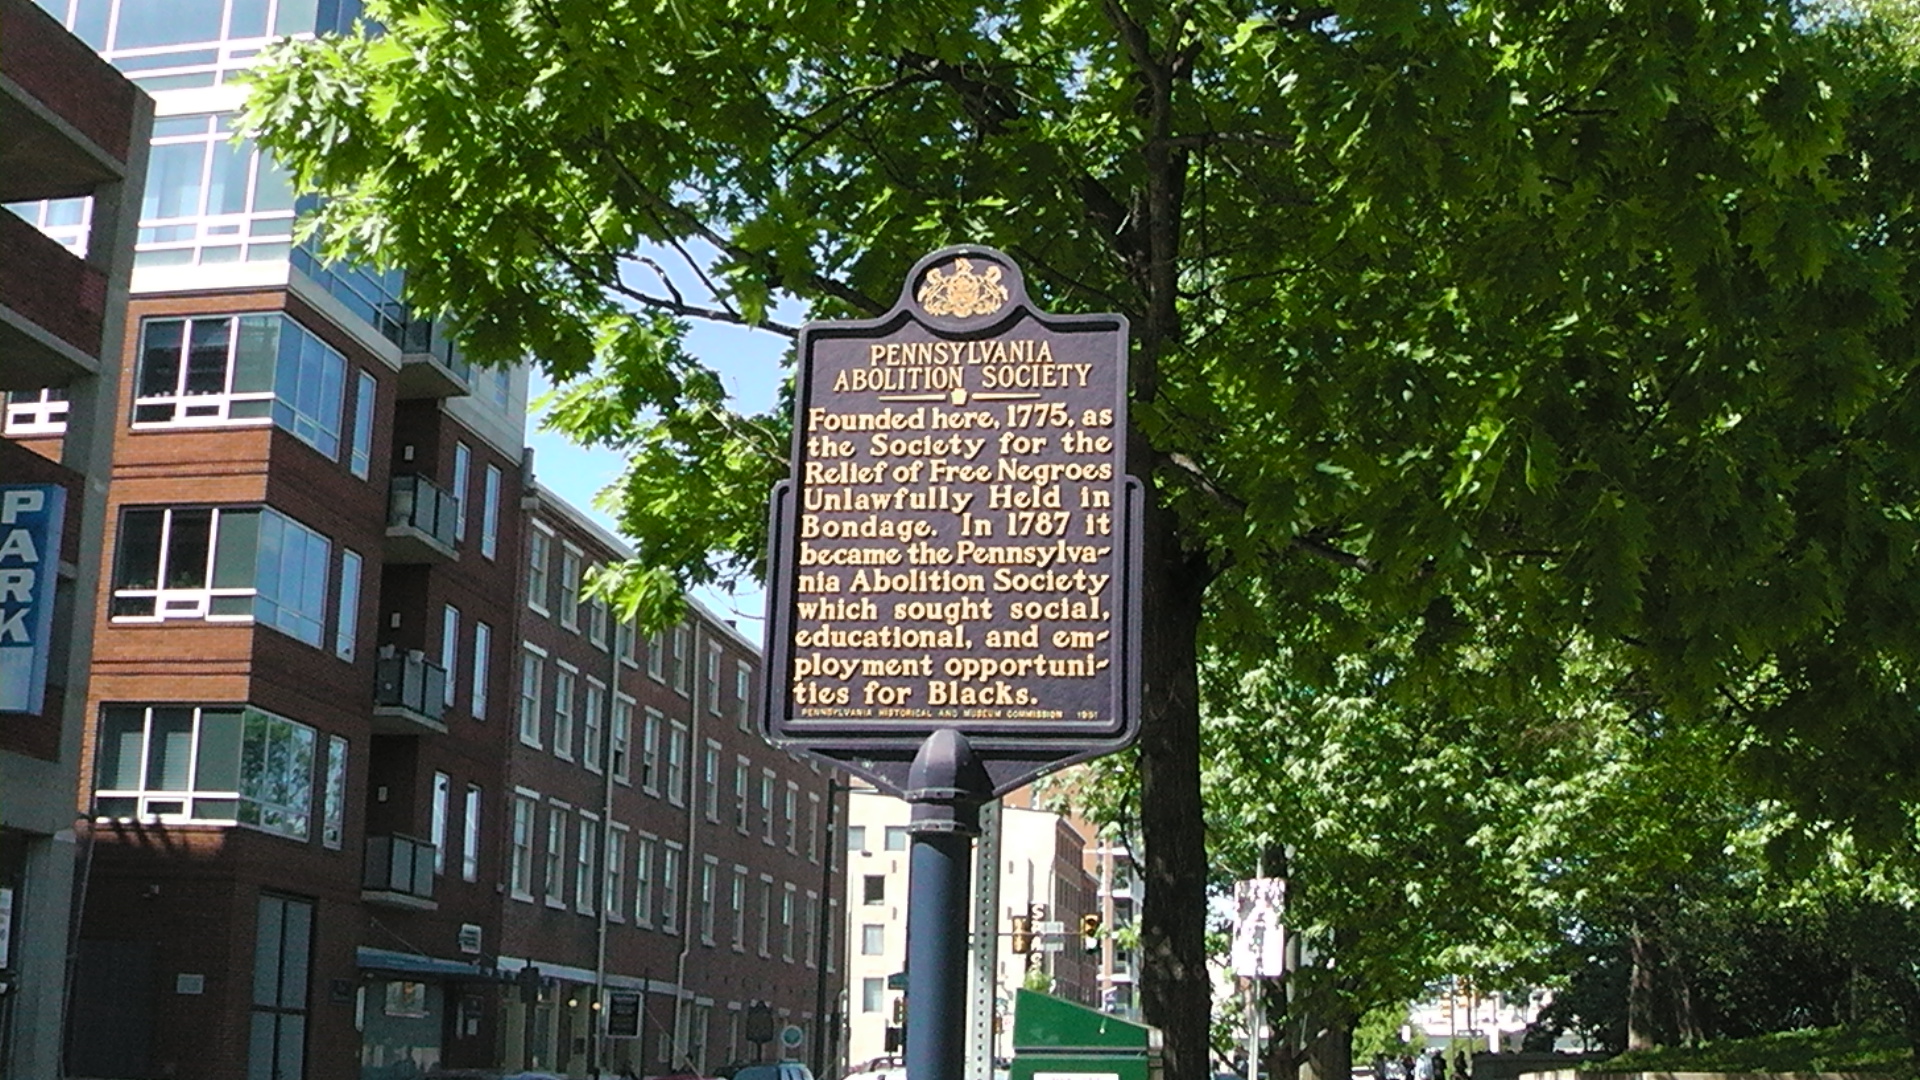 PENNSYLVANIA
ABOLITION SOCIETY
Founded here, 1775, as
the Society for the
Relief of Free Negroes
Unlawfully Held in
Bondage. In 1787 it
became the Pennsylva-
nia Abolition Society
which sought social,
educational, and em-
ployment opportuni-
ties for Blacks.
PENNSYLVANIA HISTORICAL AND MUSEUM COMMISSION
PARK